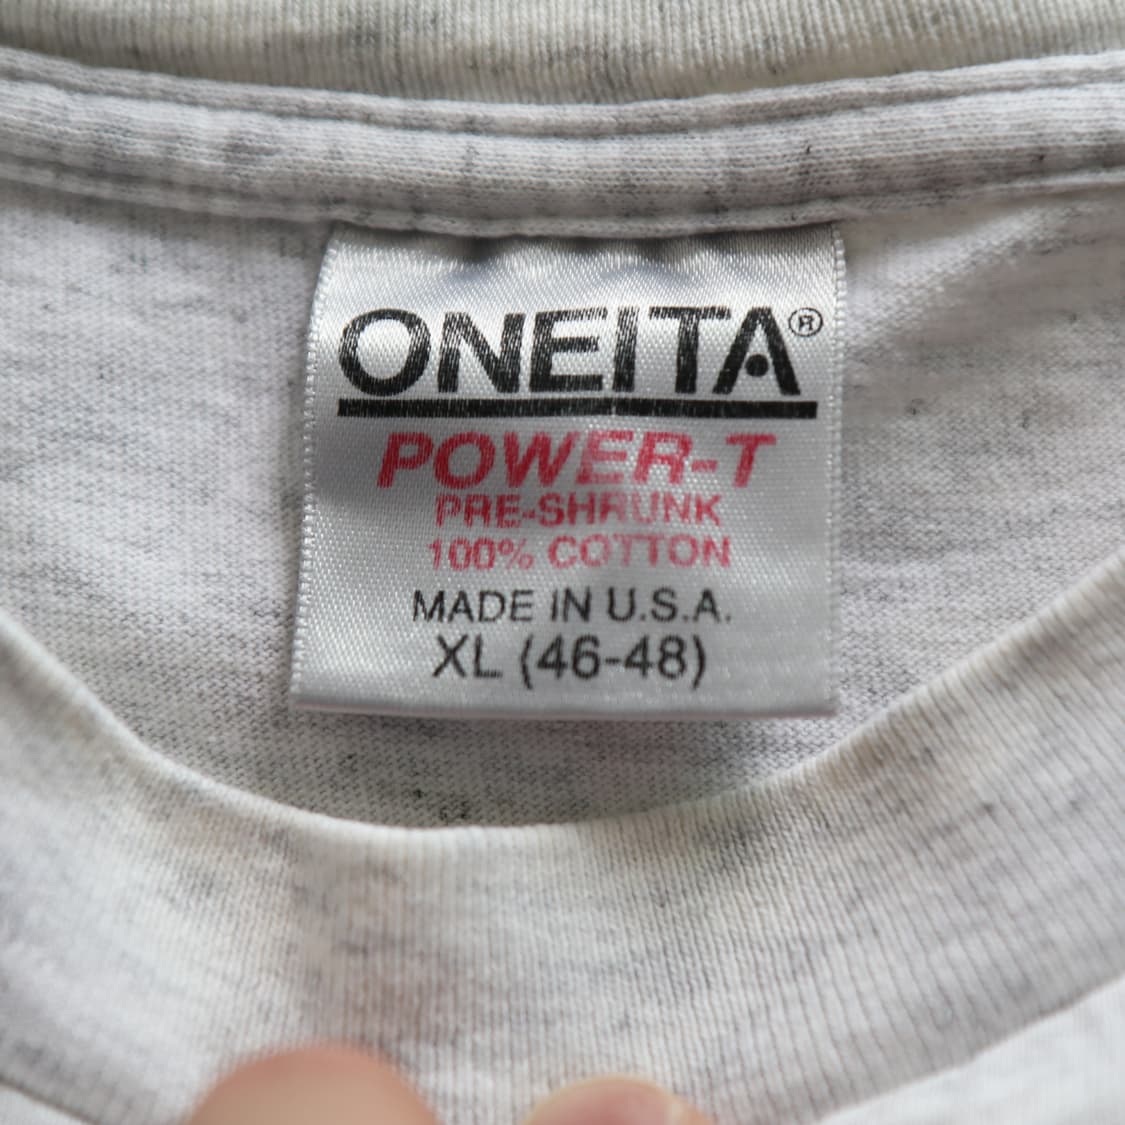 ONEITA®
POWER-T
PRE-SHRUNK
100% COTTON
MADE IN U.S.A.
XL (46-48)